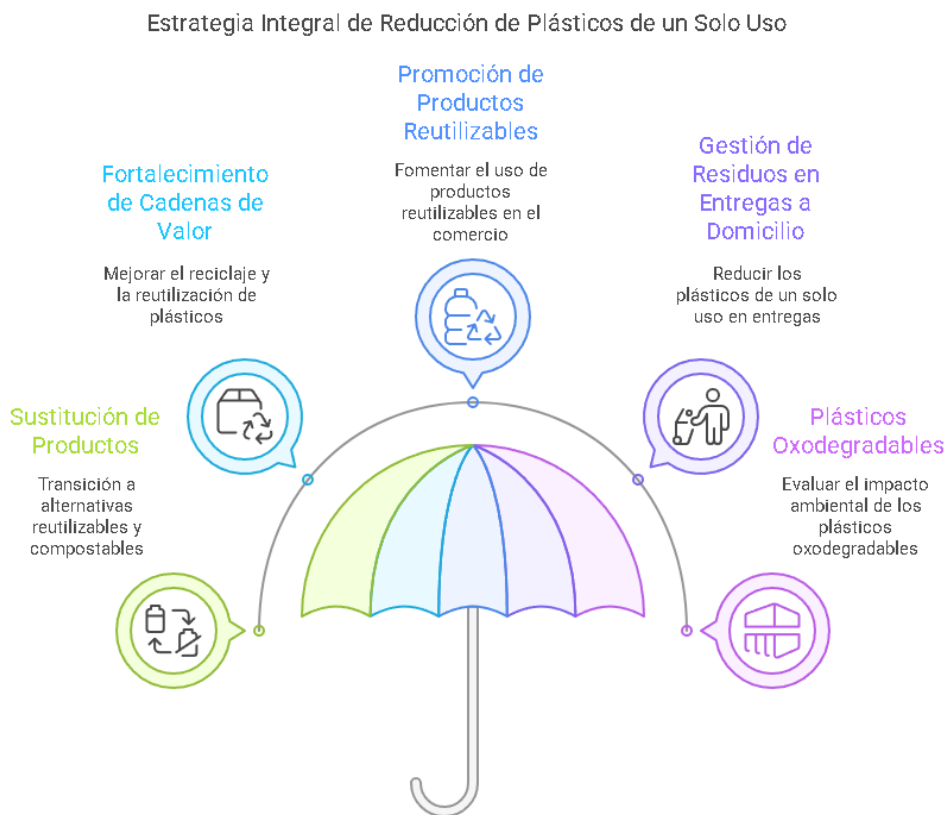 Estrategia Integral de Reducción de Plásticos de un Solo Uso
Promoción de
Productos
Reutilizables
Fomentar el uso de
productos
reutilizables en el
comercio
Gestión de
Residuos en
Entregas a
Domicilio
Reducir los
plásticos de un solo
uso en entregas
Fortalecimiento
de Cadenas de
Valor
Mejorar el reciclaje y
la reutilización de
plásticos
Sustitución de
Productos
Transición a
alternativas
reutilizables y
compostables
Plásticos
Oxodegradables
Evaluar el impacto
ambiental de los
plásticos
oxodegradables